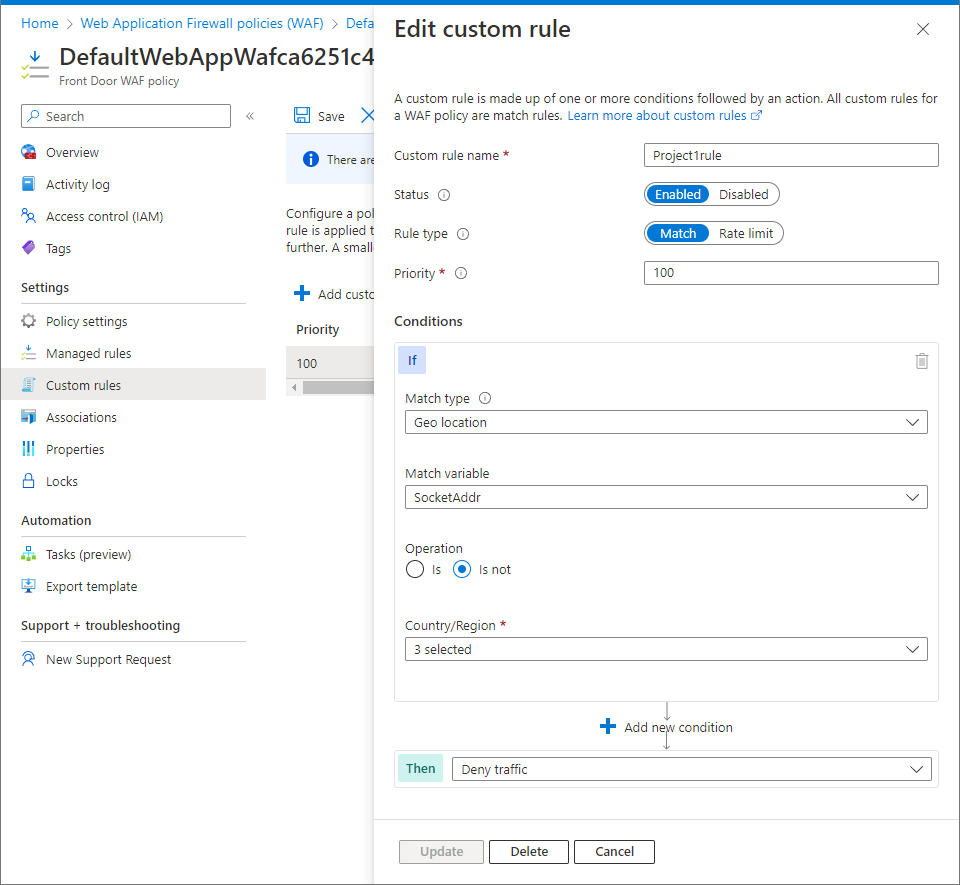 Home > Web Application Firewall policies (WAF) > Defa
DefaultWebAppWafca6251c4
Front Door WAF policy
Search
«
Overview
Activity log
Access control (IAM)
Tags
Settings
Policy settings
Managed rules
Custom rules
Associations
Properties
Locks
Automation
Tasks (preview)
Export template
Support + troubleshooting
New Support Request
Save
There are
Configure a pol
rule is applied t
further. A smalle
Add custo
Priority
100
Edit custom rule
A custom rule is made up of one or more conditions followed by an action. All custom rules for
a WAF policy are match rules. Learn more about custom rules
Custom rule name *
Project1rule
Status
Enabled Disabled
Rule type
Match Rate limit
Priority *
100
Conditions
If
Match type
Geo location
Match variable
SocketAddr
Operation
Is Is not
Country/Region *
3 selected
Add new condition
Then Deny traffic
Update Delete Cancel